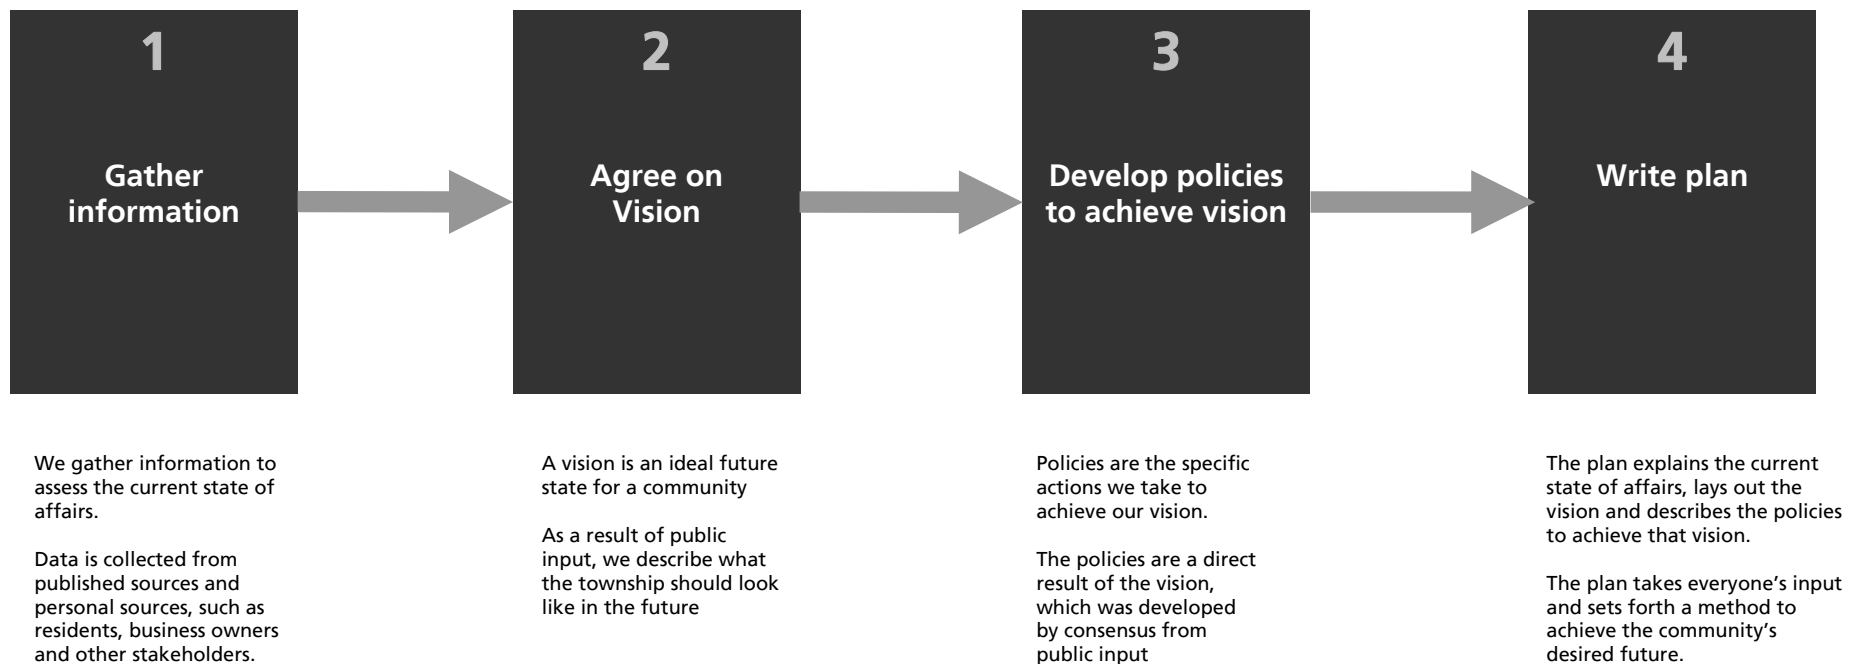 1
Gather
information
2
Agree on
Vision
3
Develop policies
to achieve vision
4
Write plan
We gather information to
assess the current state of
affairs.
Data is collected from
published sources and
personal sources, such as
residents, business owners
and other stakeholders.
A vision is an ideal future
state for a community
As a result of public
input, we describe what
the township should look
like in the future
Policies are the specific
actions we take to
achieve our vision.
The policies are a direct
result of the vision,
which was developed
by consensus from
public input
The plan explains the current
state of affairs, lays out the
vision and describes the policies
to achieve that vision.
The plan takes everyone’s input
and sets forth a method to
achieve the community’s
desired future.